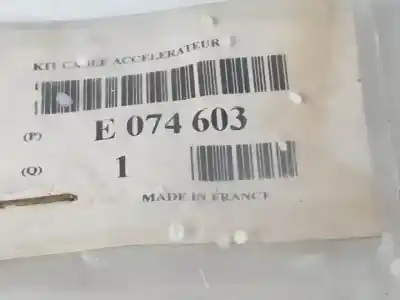 KIT CABLE ACCELERATEUR
(P) E 074 603
(Q) 1
MADE IN FRANCE